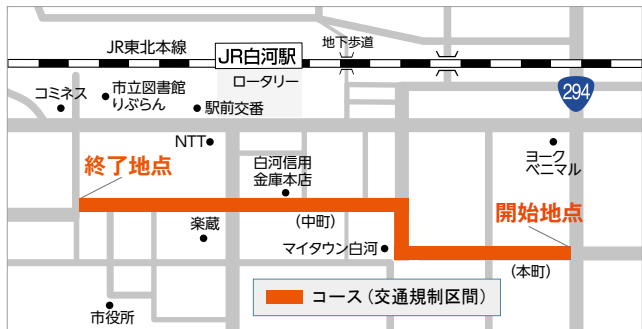 JR東北本線
JR白河駅
地下歩道
ロータリー
294
コミネス
市立図書館
りぶらん
駅前交番
NTT
ヨーク
ベニマル
終了地点
白河信用
金庫本店
開始地点
(中町)
楽蔵
マイタウン白河
(本町)
コース(交通規制区間)
市役所